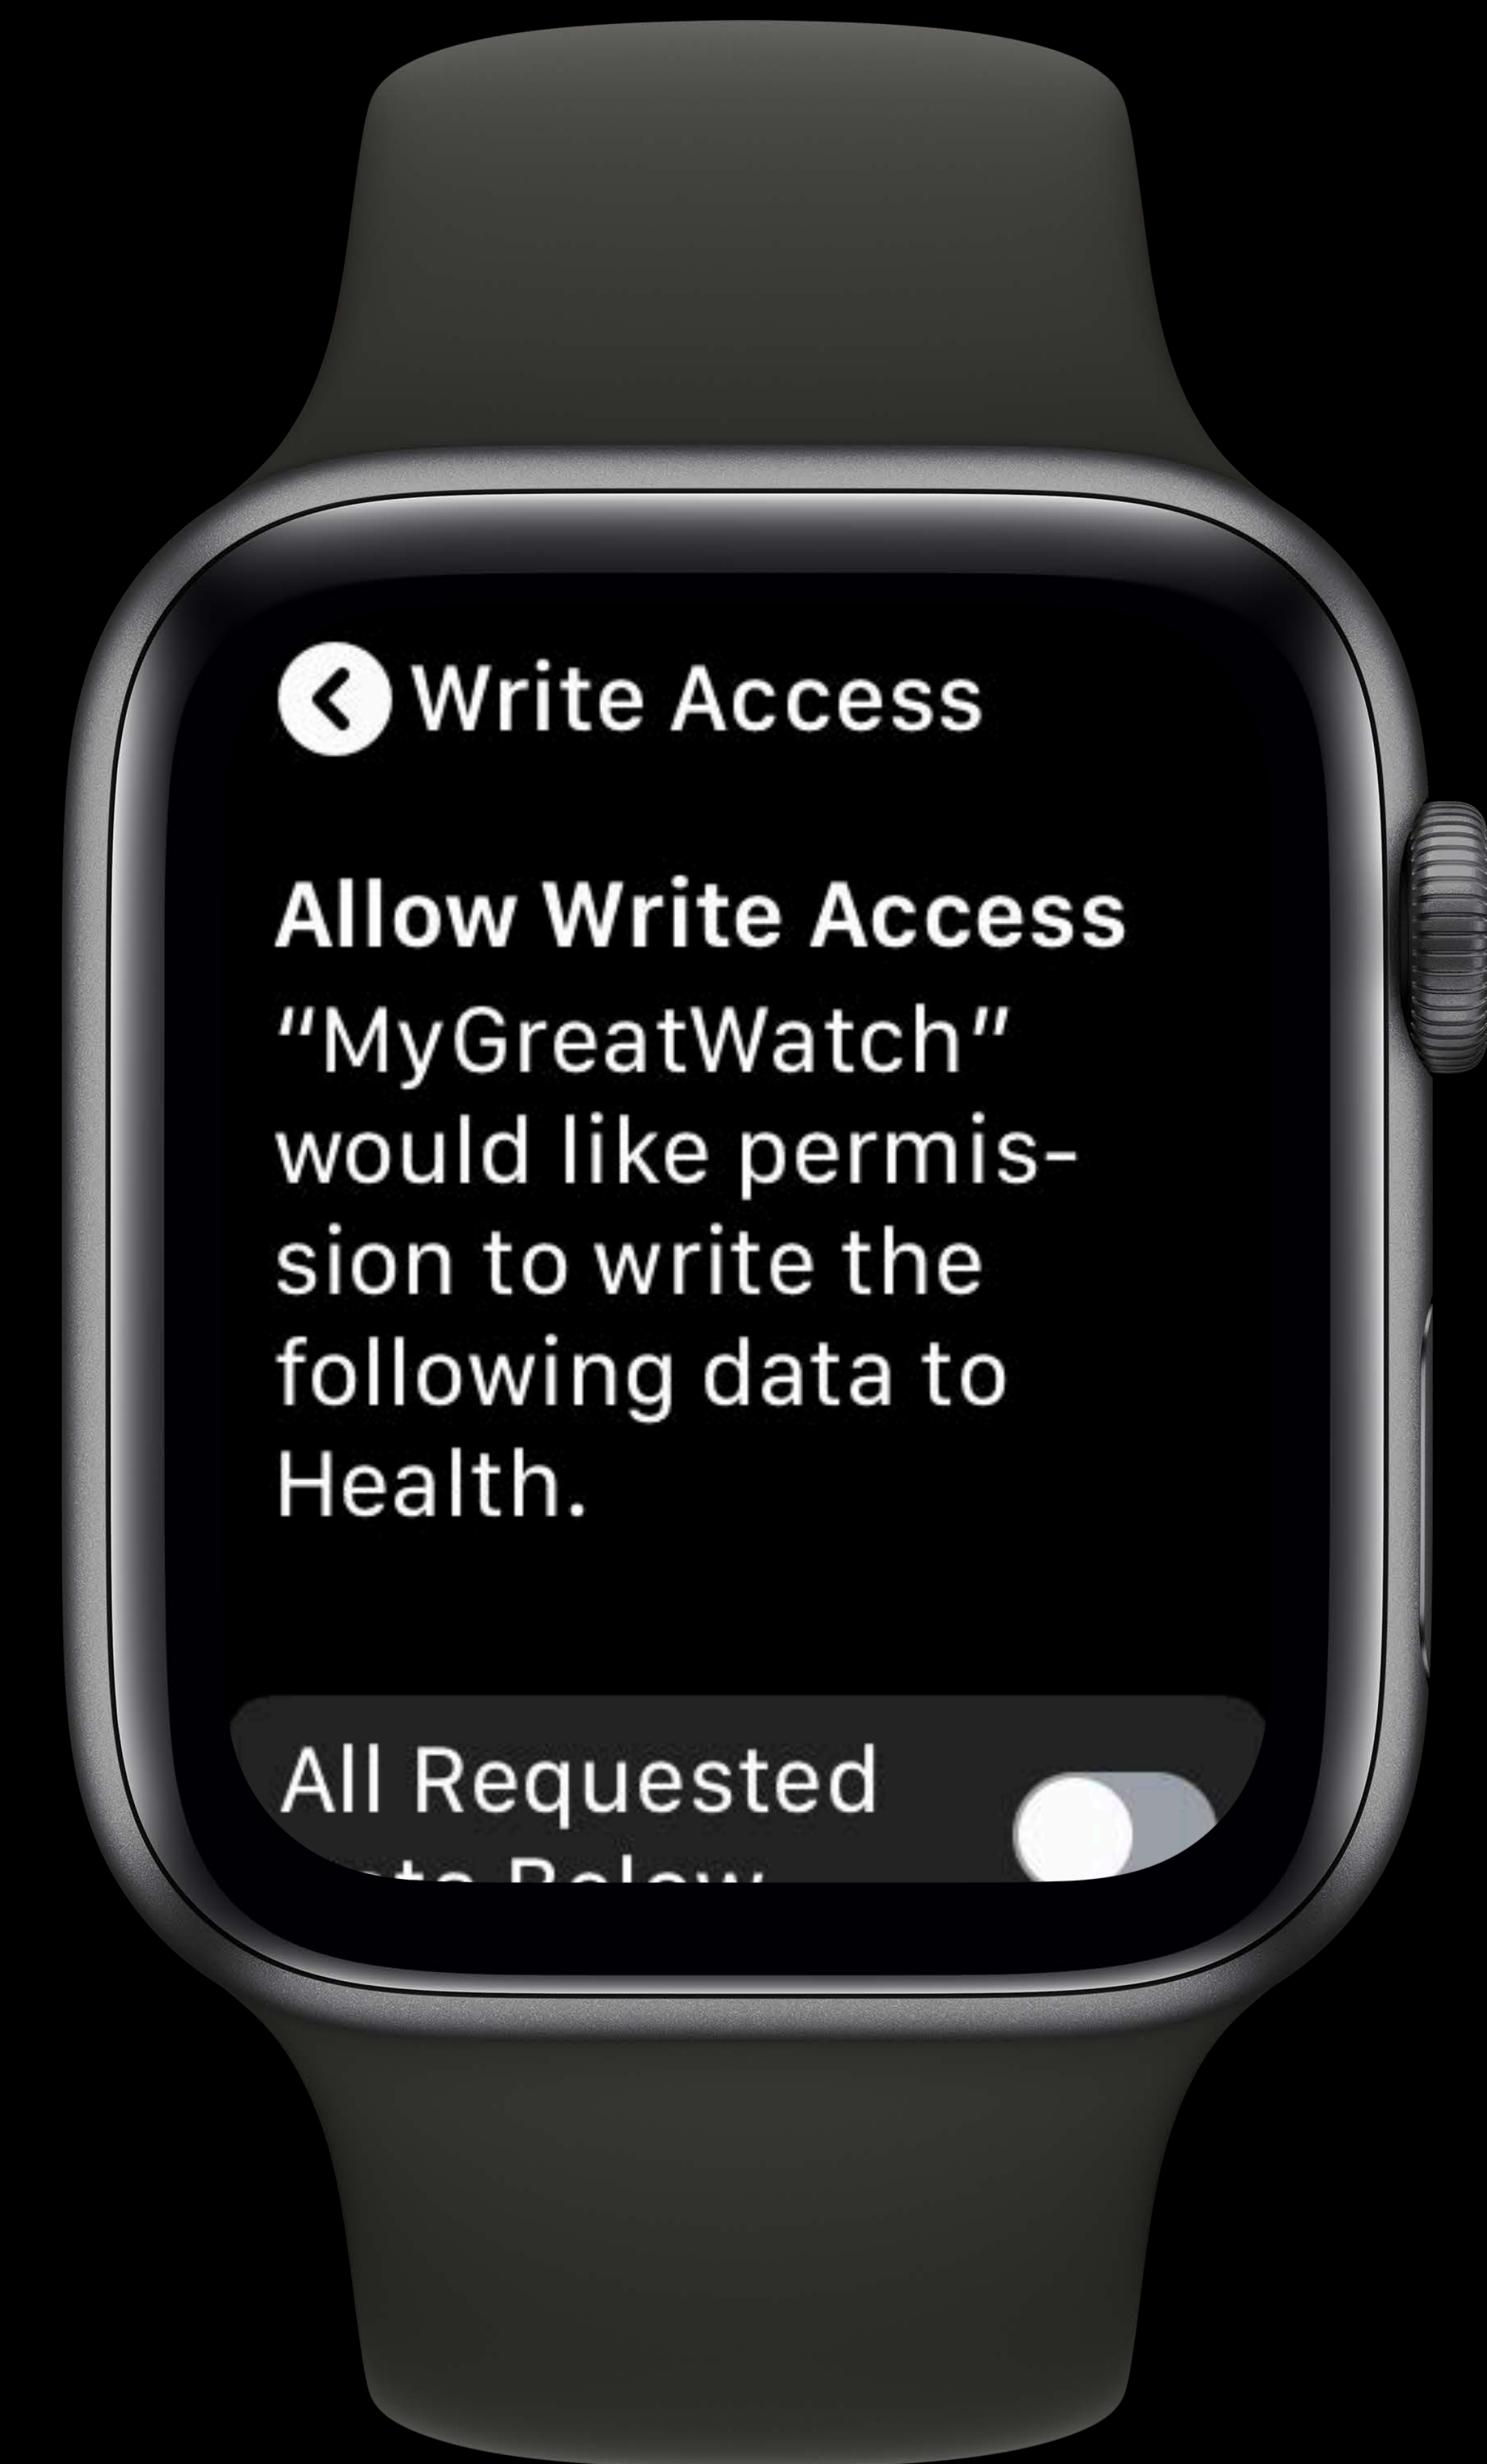 Write Access
Allow Write Access
“MyGreatWatch”
would like permis-
sion to write the
following data to
Health.
All Requested
Below